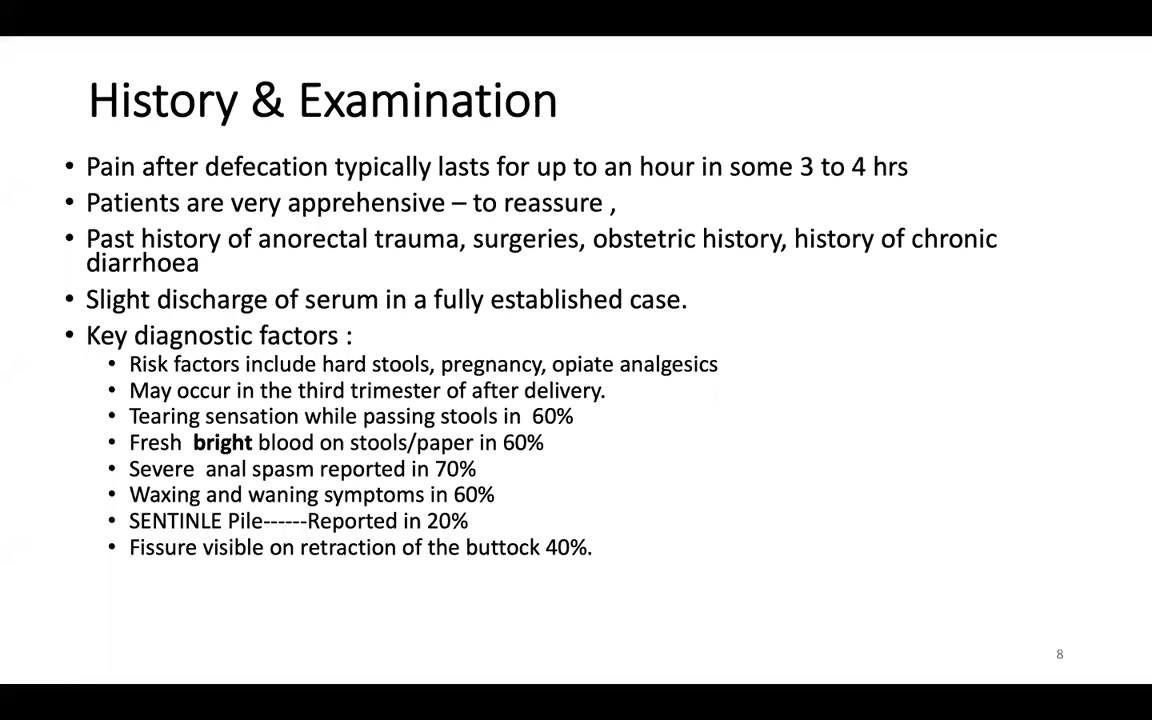 History & Examination
• Pain after defecation typically lasts for up to an hour in some 3 to 4 hrs
• Patients are very apprehensive – to reassure ,
• Past history of anorectal trauma, surgeries, obstetric history, history of chronic
diarrhoea
• Slight discharge of serum in a fully established case.
• Key diagnostic factors :
• Risk factors include hard stools, pregnancy, opiate analgesics
• May occur in the third trimester of after delivery.
• Tearing sensation while passing stools in 60%
• Fresh bright blood on stools/paper in 60%
• Severe anal spasm reported in 70%
• Waxing and waning symptoms in 60%
• SENTINLE Pile------Reported in 20%
• Fissure visible on retraction of the buttock 40%.
8